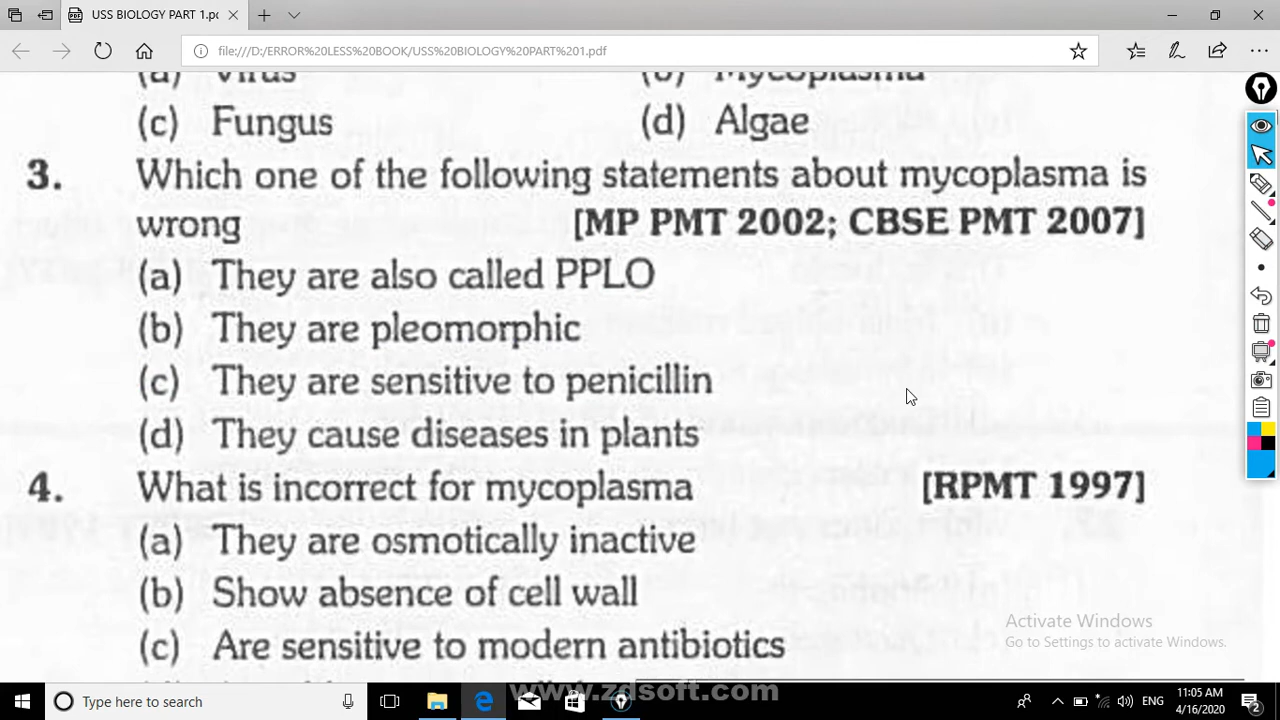 USS BIOLOGY PART 1.p
file:///D:/ERROR%20LESS%20BOOK/USS%20BIOLOGY%20PART%201.pdf
(a) Virus (b) Mycoplasma
(c) Fungus (d) Algae
3. Which one of the following statements about mycoplasma is
wrong [MP PMT 2002; CBSE PMT 2007]
(a) They are also called PPLO
(b) They are pleomorphic
(c) They are sensitive to penicillin
(d) They cause diseases in plants
4. What is incorrect for mycoplasma [RPMT 1997]
(a) They are osmotically inactive
(b) Show absence of cell wall
(c) Are sensitive to modern antibiotics
Activate Windows
Go to Settings to activate Windows.
www.zdsoft.com
Type here to search
ENG
11:05 AM
4/16/2020
2